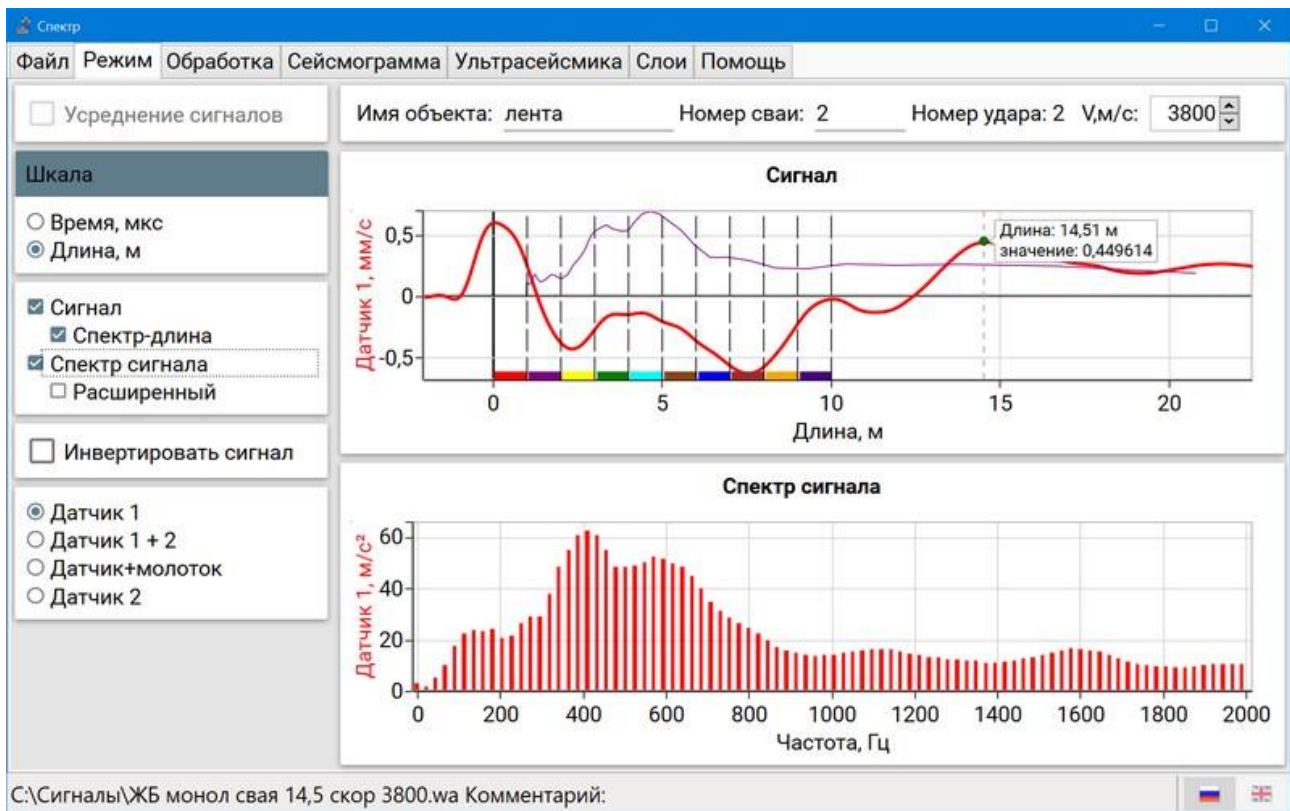 Спектр
Файл Режим Обработка Сейсмограмма Ультрасейсмика Слои Помощь
Усреднение сигналов
Имя объекта: лента Номер сваи: 2 Номер удара: 2 V,м/с: 3800
Шкала
Время, мкс
Длина, м
Сигнал
Спектр-длина
Спектр сигнала
Расширенный
Инвертировать сигнал
Датчик 1
Датчик 1 + 2
Датчик+молоток
Датчик 2
Сигнал
Датчик 1, мм/с
0,5
0
-0,5
Длина: 14,51 м
значение: 0,449614
0 5 10 15 20
Длина, м
Спектр сигнала
Датчик 1, м/с²
60
40
20
0
0 200 400 600 800 1000 1200 1400 1600 1800 2000
Частота, Гц
C:\Сигналы\ЖБ монол свая 14,5 скор 3800.wa Комментарий: